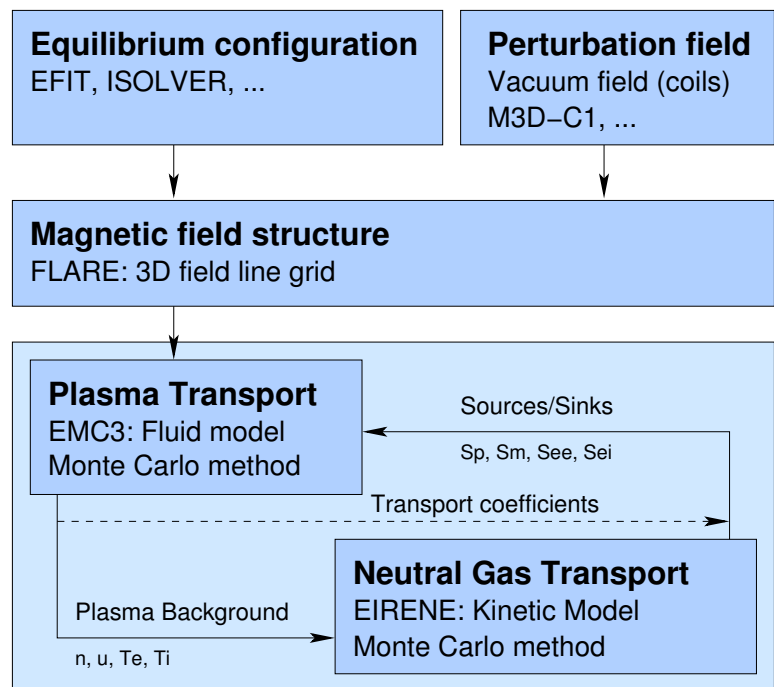 Equilibrium configuration
EFIT, ISOLVER, ...
Perturbation field
Vacuum field (coils)
M3D−C1, ...
Magnetic field structure
FLARE: 3D field line grid
Plasma Transport
EMC3: Fluid model
Monte Carlo method
Sources/Sinks
Sp, Sm, See, Sei
Transport coefficients
Neutral Gas Transport
EIRENE: Kinetic Model
Monte Carlo method
Plasma Background
n, u, Te, Ti